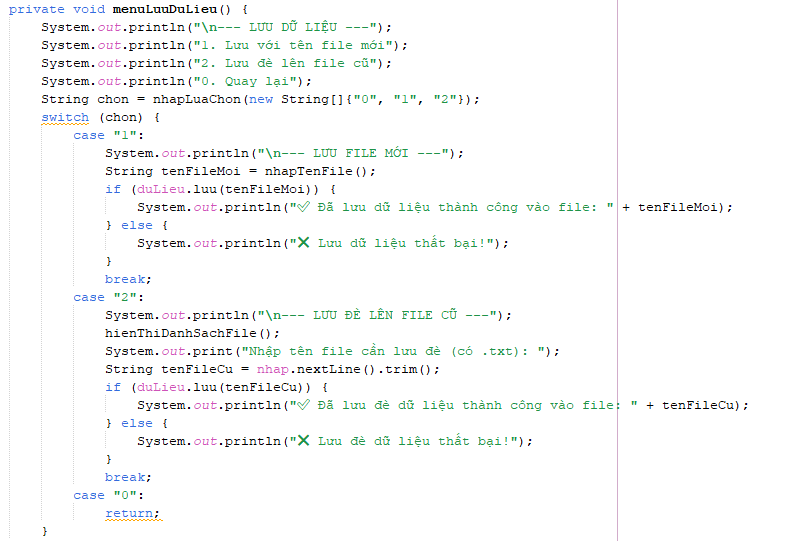 private void menuLuuDuLieu() {
System.out.println("\n--- LƯU DỮ LIỆU ---");
System.out.println("1. Lưu với tên file mới");
System.out.println("2. Lưu đè lên file cũ");
System.out.println("0. Quay lại");
String chon = nhapLuaChon(new String[]{"0", "1", "2"});
switch (chon) {
case "1":
System.out.println("\n--- LƯU FILE MỚI ---");
String tenFileMoi = nhapTenFile();
if (duLieu.luu(tenFileMoi)) {
System.out.println("✅ Đã lưu dữ liệu thành công vào file: " + tenFileMoi);
} else {
System.out.println("❌ Lưu dữ liệu thất bại!");
}
break;
case "2":
System.out.println("\n--- LƯU ĐÈ LÊN FILE CŨ ---");
hienThiDanhSachFile();
System.out.print("Nhập tên file cần lưu đè (có .txt): ");
String tenFileCu = nhap.nextLine().trim();
if (duLieu.luu(tenFileCu)) {
System.out.println("✅ Đã lưu đè dữ liệu thành công vào file: " + tenFileCu);
} else {
System.out.println("❌ Lưu đè dữ liệu thất bại!");
}
break;
case "0":
return;
}